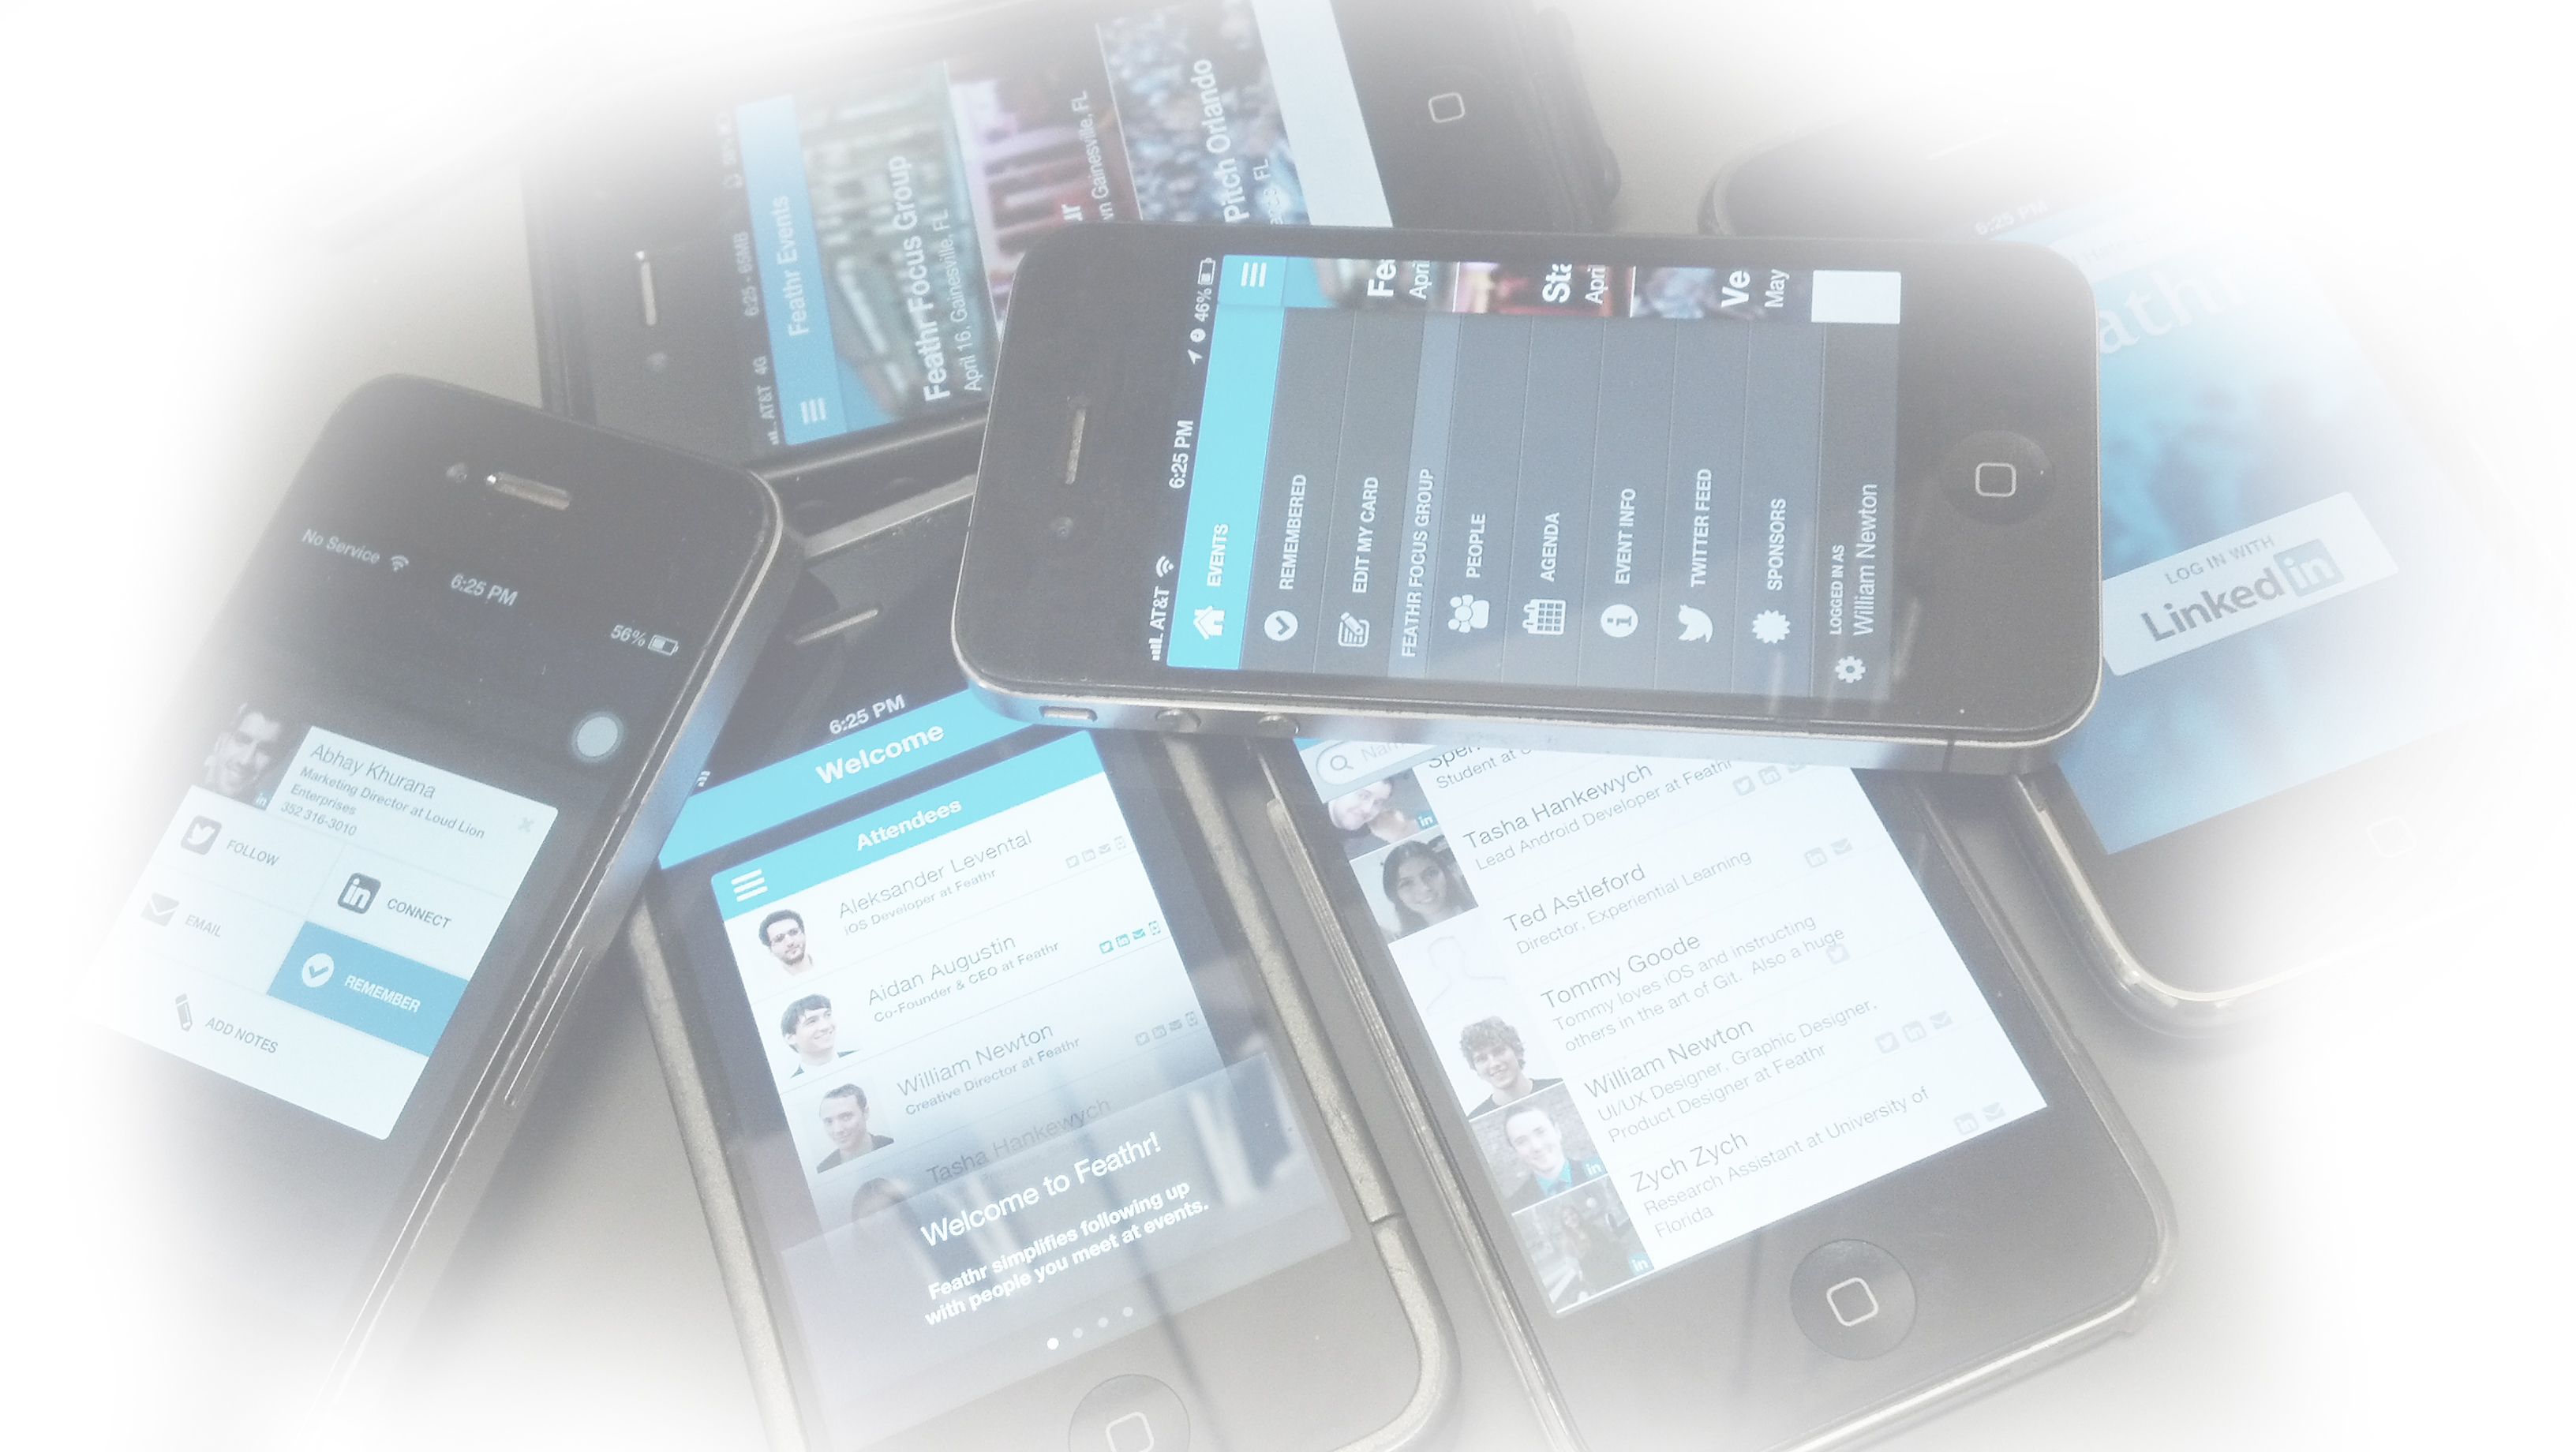 AT&T 4G
6:25 - 65MB
Feathr Events
Feathr Focus Group
April 16, Gainesville, FL
Gainesville, FL
Pitch Orlando
FL
No Service
6:25 PM
56%
Abhay Khurana
Marketing Director at Loud Lion
Enterprises
352 316-3010
FOLLOW
in CONNECT
EMAIL
REMEMBER
ADD NOTES
6:25 PM
Welcome
Attendees
Aleksander Levental
iOS Developer at Feathr
Aidan Augustin
Co-Founder & CEO at Feathr
William Newton
Creative Director at Feathr
Tasha Hankewych
Welcome to Feathr!
Feathr simplifies following up
with people you meet at events.
AT&T
6:25 PM
46%
EVENTS
REMEMBERED
EDIT MY CARD
FEATHR FOCUS GROUP
PEOPLE
AGENDA
EVENT INFO
TWITTER FEED
SPONSORS
LOGGED IN AS
William Newton
Fe
April
Sta
April
Ve
May
Student at
Tasha Hankewych
Lead Android Developer at Feathr
Ted Astleford
Director, Experiential Learning
Tommy Goode
Tommy loves iOS and instructing
others in the art of Git. Also a huge
William Newton
UI/UX Designer, Graphic Designer,
Product Designer at Feathr
Zych Zych
Research Assistant at University of
Florida
6:25 PM
LOG IN WITH
Linked in